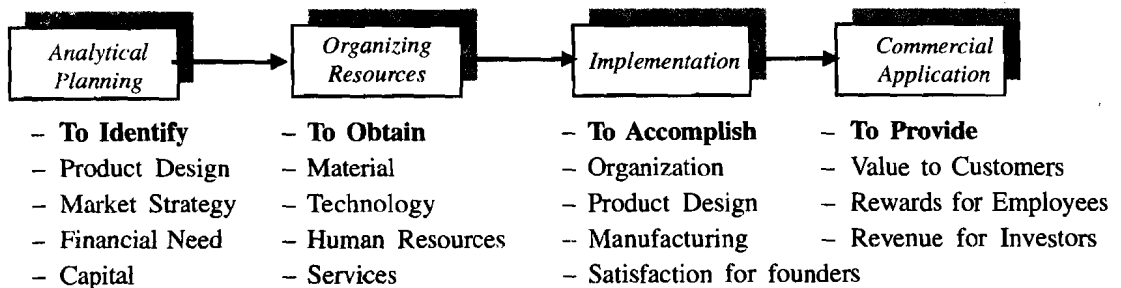 Analytical
Planning
Organizing
Resources
Implementation
Commercial
Application
– To Identify
– Product Design
– Market Strategy
– Financial Need
– Capital
– To Obtain
– Material
– Technology
– Human Resources
– Services
– To Accomplish
– Organization
– Product Design
– Manufacturing
– Satisfaction for founders
– To Provide
– Value to Customers
– Rewards for Employees
– Revenue for Investors